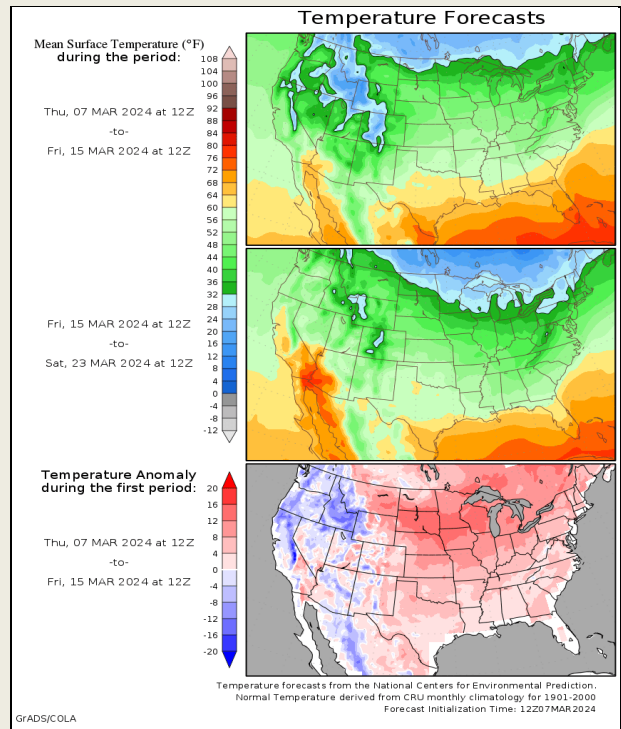 Temperature Forecasts
Mean Surface Temperature (°F)
during the period:
108
104
100
96
92
88
84
80
76
72
68
64
60
56
52
48
44
40
36
32
28
24
20
16
12
8
4
0
-4
-8
-12
Thu, 07 MAR 2024 at 12Z
-to-
Fri, 15 MAR 2024 at 12Z
Fri, 15 MAR 2024 at 12Z
-to-
Sat, 23 MAR 2024 at 12Z
Temperature Anomaly
during the first period:
20
16
12
8
4
0
-4
-8
-12
-16
-20
Thu, 07 MAR 2024 at 12Z
-to-
Fri, 15 MAR 2024 at 12Z
Temperature forecasts from the National Centers for Environmental Prediction.
Normal Temperature derived from CRU monthly climatology for 1901-2000
Forecast Initialization Time: 12Z07MAR2024
GrADS/COLA